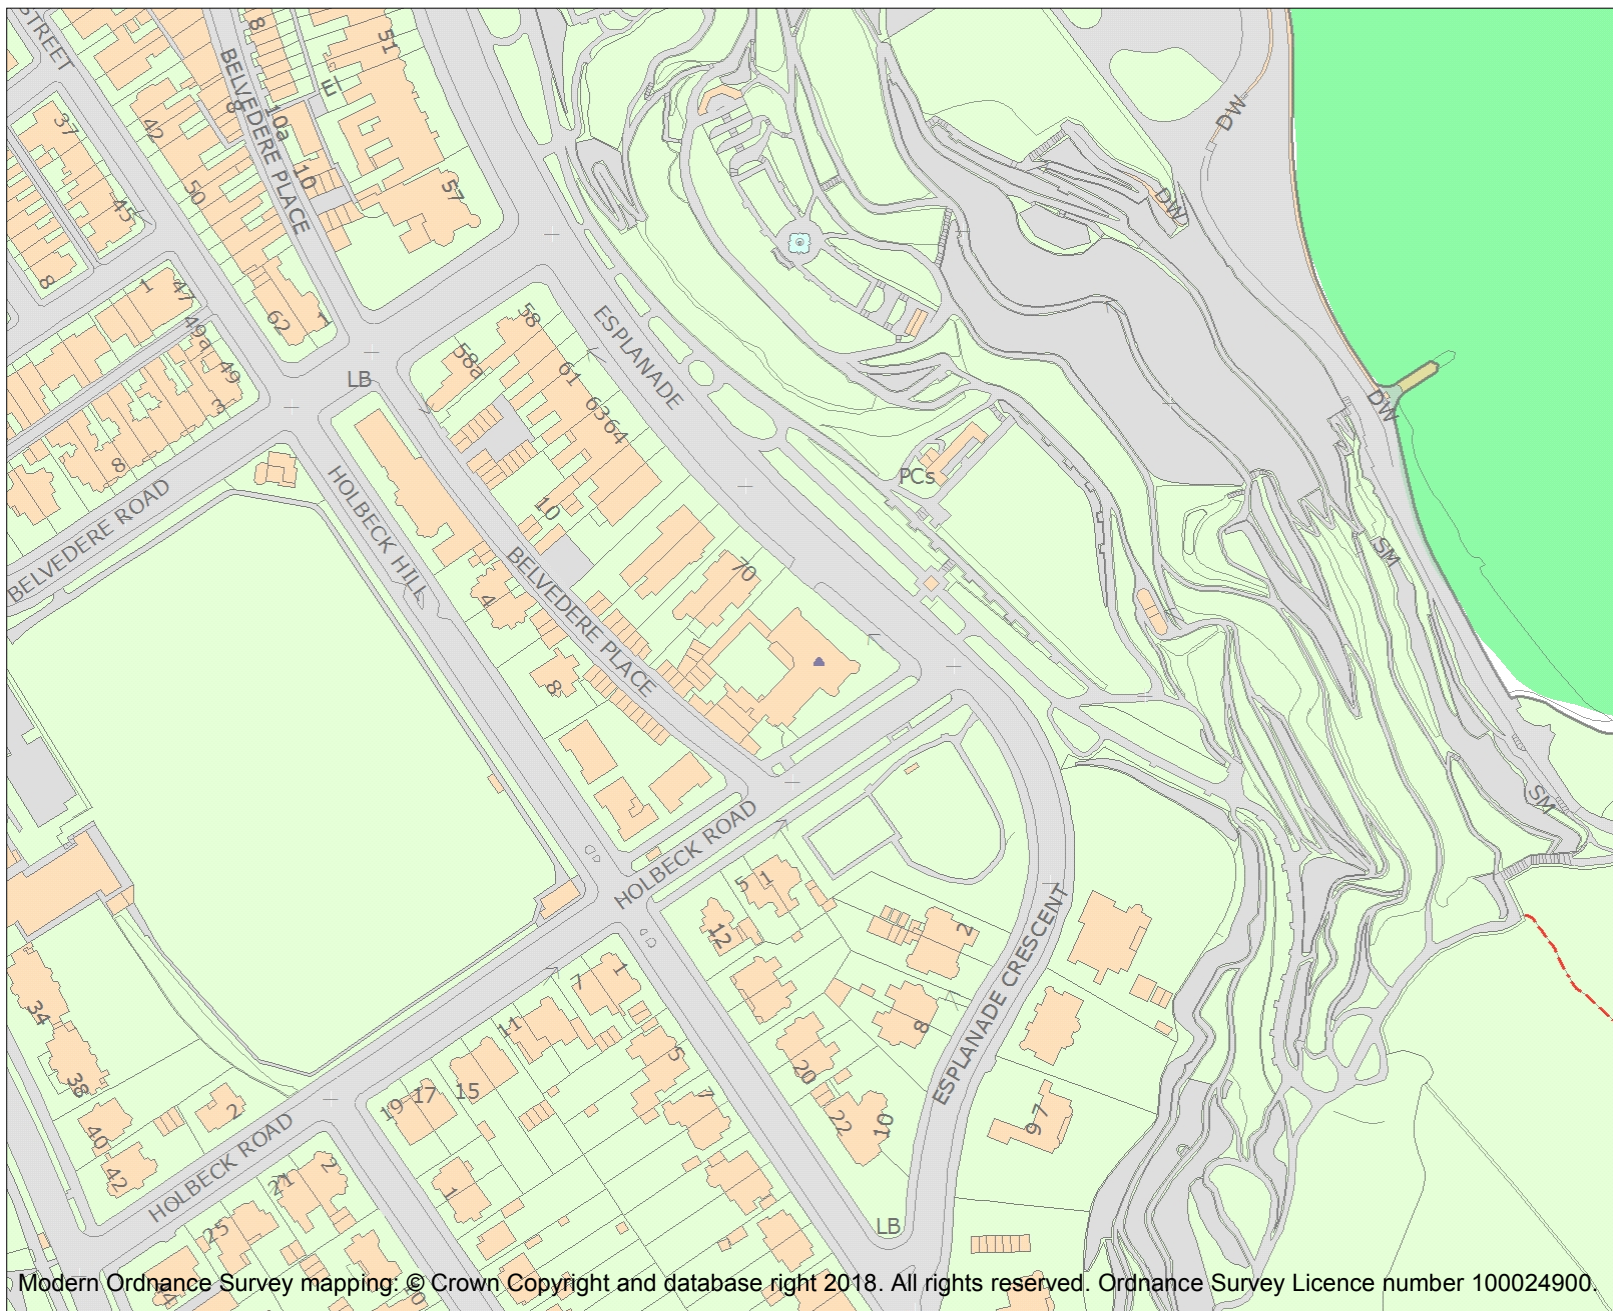 STREET
8
51
BELVEDERE PLACE
8
E
10a
DW
37
42
10
50
57
45
DW
8
1
47
62
1
49a
58
ESPLANADE
58a
49
LB
61
3
63
64
DW
8
PCs
HOLBECK HILL
10
BELVEDERE ROAD
SM
BELVEDERE PLACE
70
4
8
SM
HOLBECK ROAD
5
1
ESPLANADE CRESCENT
12
2
7
1
34
11
8
5
20
38
15
17
19
7
2
22
10
9-7
40
42
HOLBECK ROAD
21
2
1
25
LB
Modern Ordnance Survey mapping: © Crown Copyright and database right 2018. All rights reserved. Ordnance Survey Licence number 100024900.